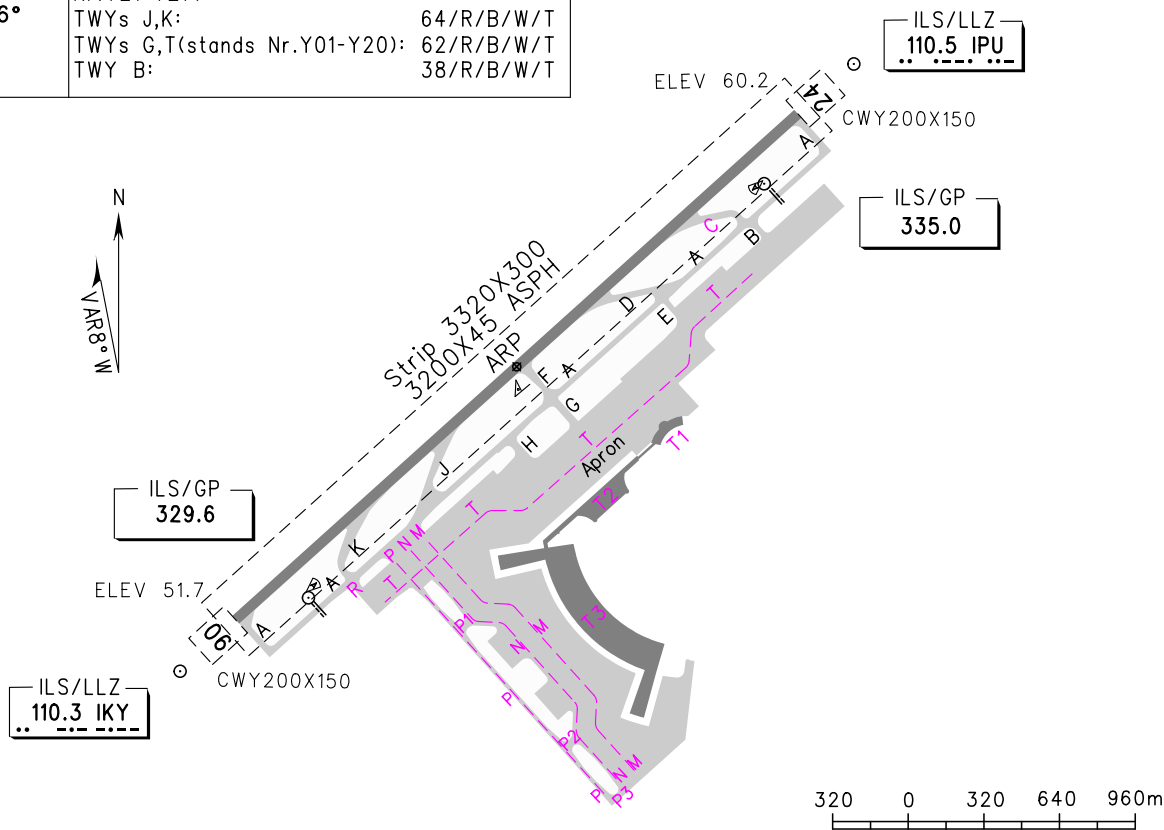 6°
TWYs J,K: 64/R/B/W/T
TWYs G,T(stands Nr.Y01-Y20): 62/R/B/W/T
TWY B: 38/R/B/W/T
ILS/LLZ
110.5 IPU
ELEV 60.2
24
CWY200X150
A
N
VAR8°W
ILS/GP
335.0
C
B
A
T
D
E
Strip 3320X300
3200X45 ASPH
ARP
F
A
G
H
T
Apron
T1
J
T2
T
ILS/GP
329.6
K
P
N
M
T
R
A
ELEV 51.7
A
06
P1
T3
M
N
CWY200X150
ILS/LLZ
110.3 IKY
P
P2
M
N
P
P3
320 0 320 640 960m